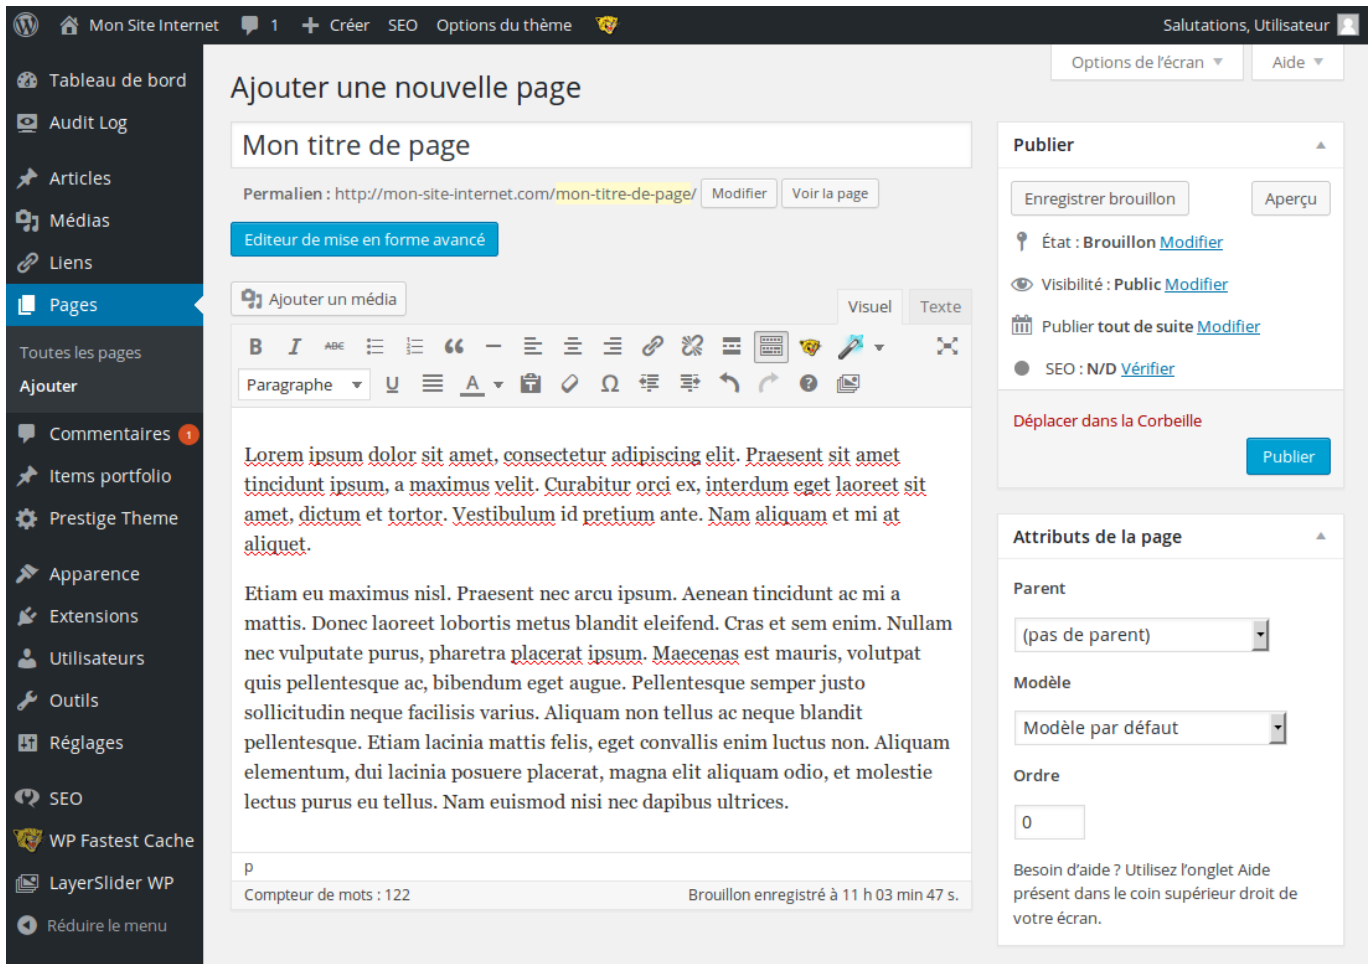 Mon Site Internet 1 Créer SEO Options du thème Salutations, Utilisateur
Tableau de bord
Audit Log
Articles
Médias
Liens
Pages
Toutes les pages
Ajouter
Commentaires 1
Items portfolio
Prestige Theme
Apparence
Extensions
Utilisateurs
Outils
Réglages
SEO
WP Fastest Cache
LayerSlider WP
Réduire le menu
Options de l'écran Aide
Ajouter une nouvelle page
Mon titre de page
Permalien : http://mon-site-internet.com/mon-titre-de-page/ Modifier Voir la page
Editeur de mise en forme avancé
Ajouter un média
Visuel Texte
B I ABC
Paragraphe U A Ω
Lorem ipsum dolor sit amet, consectetur adipiscing elit. Praesent sit amet
tincidunt ipsum, a maximus velit. Curabitur orci ex, interdum eget laoreet sit
amet, dictum et tortor. Vestibulum id pretium ante. Nam aliquam et mi at
aliquet.
Etiam eu maximus nisl. Praesent nec arcu ipsum. Aenean tincidunt ac mi a
mattis. Donec laoreet lobortis metus blandit eleifend. Cras et sem enim. Nullam
nec vulputate purus, pharetra placerat ipsum. Maecenas est mauris, volutpat
quis pellentesque ac, bibendum eget augue. Pellentesque semper justo
sollicitudin neque facilisis varius. Aliquam non tellus ac neque blandit
pellentesque. Etiam lacinia mattis felis, eget convallis enim luctus non. Aliquam
elementum, dui lacinia posuere placerat, magna elit aliquam odio, et molestie
lectus purus eu tellus. Nam euismod nisi nec dapibus ultrices.
p
Compteur de mots : 122 Brouillon enregistré à 11 h 03 min 47 s.
Publier
Enregistrer brouillon Aperçu
État : Brouillon Modifier
Visibilité : Public Modifier
Publier tout de suite Modifier
SEO : N/D Vérifier
Déplacer dans la Corbeille
Publier
Attributs de la page
Parent
(pas de parent)
Modèle
Modèle par défaut
Ordre
0
Besoin d'aide ? Utilisez l'onglet Aide
présent dans le coin supérieur droit de
votre écran.